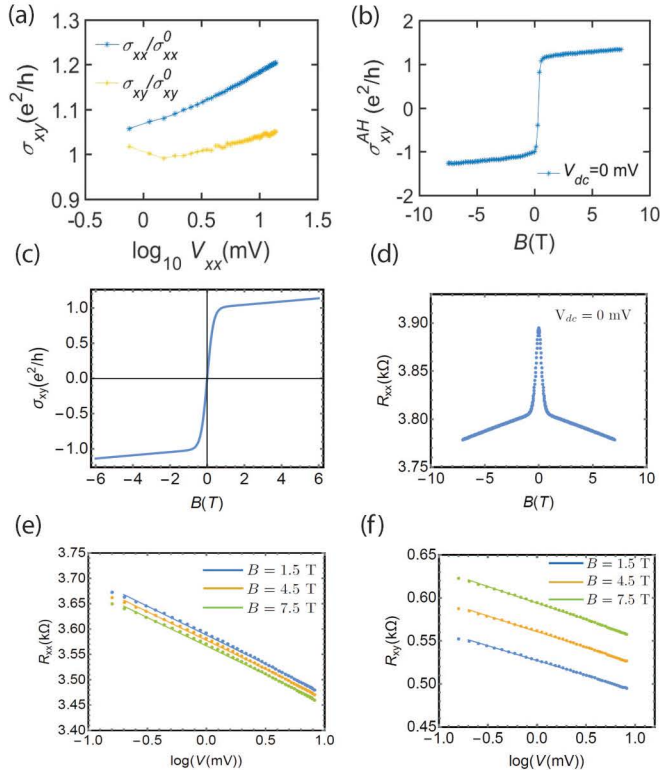 (a)
σxx/σ⁰xx
σxy/σ⁰xy
σxy(e²/h)
1.3
1.2
1.1
1
0.9
-0.5
0
0.5
1
1.5
log₁₀ Vxx(mV)
(b)
σxy^AH (e²/h)
2
1
0
-1
-2
Vdc=0 mV
-10
-5
0
5
10
B(T)
(c)
σxy(e²/h)
1.0
0.5
0.0
−0.5
−1.0
−6
−4
−2
0
2
4
6
B(T)
(d)
Vdc = 0 mV
Rxx(kΩ)
3.90
3.80
3.75
−10
−5
0
5
10
B(T)
(e)
B = 1.5 T
B = 4.5 T
B = 7.5 T
Rxx(kΩ)
3.75
3.70
3.65
3.60
3.55
3.50
3.45
3.40
−1.0
−0.5
0.0
0.5
1.0
log(V(mV))
(f)
B = 1.5 T
B = 4.5 T
B = 7.5 T
Rxy(kΩ)
0.65
0.60
0.55
0.50
0.45
−1.0
−0.5
0.0
0.5
1.0
log(V(mV))